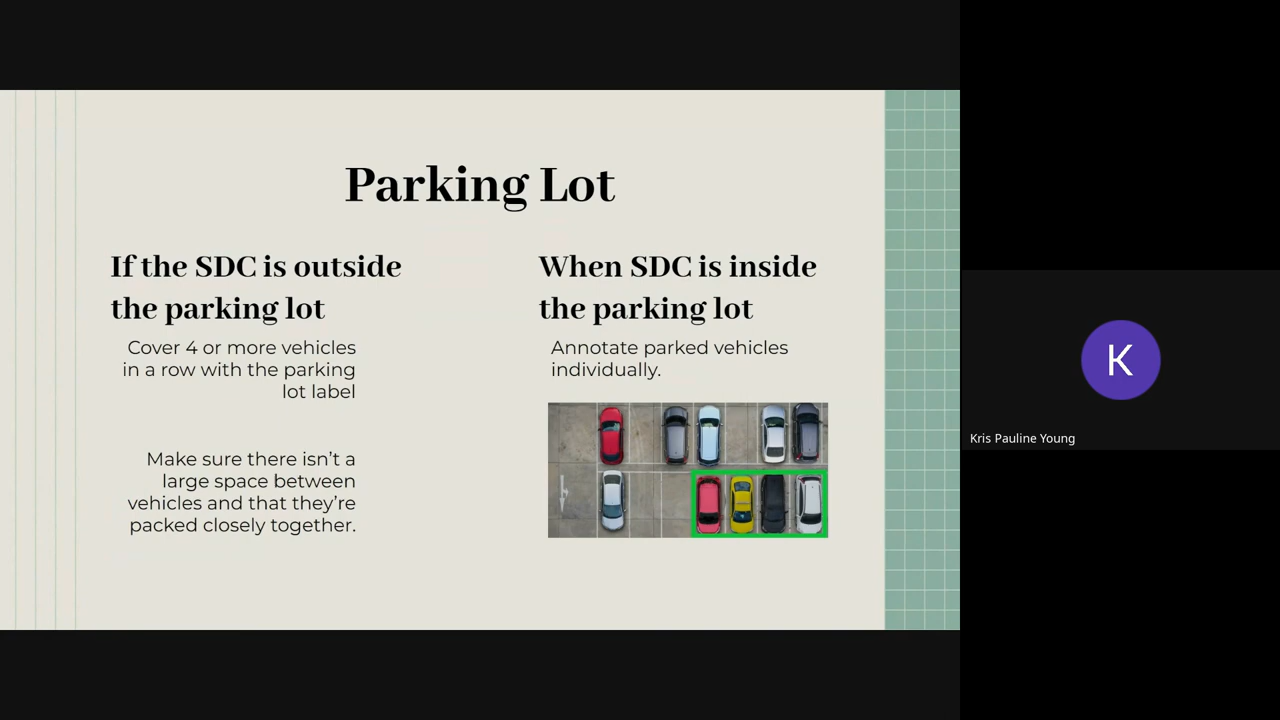 Parking Lot
If the SDC is outside
the parking lot
Cover 4 or more vehicles
in a row with the parking
lot label
Make sure there isn't a
large space between
vehicles and that they're
packed closely together.
When SDC is inside
the parking lot
Annotate parked vehicles
individually.
K
Kris Pauline Young